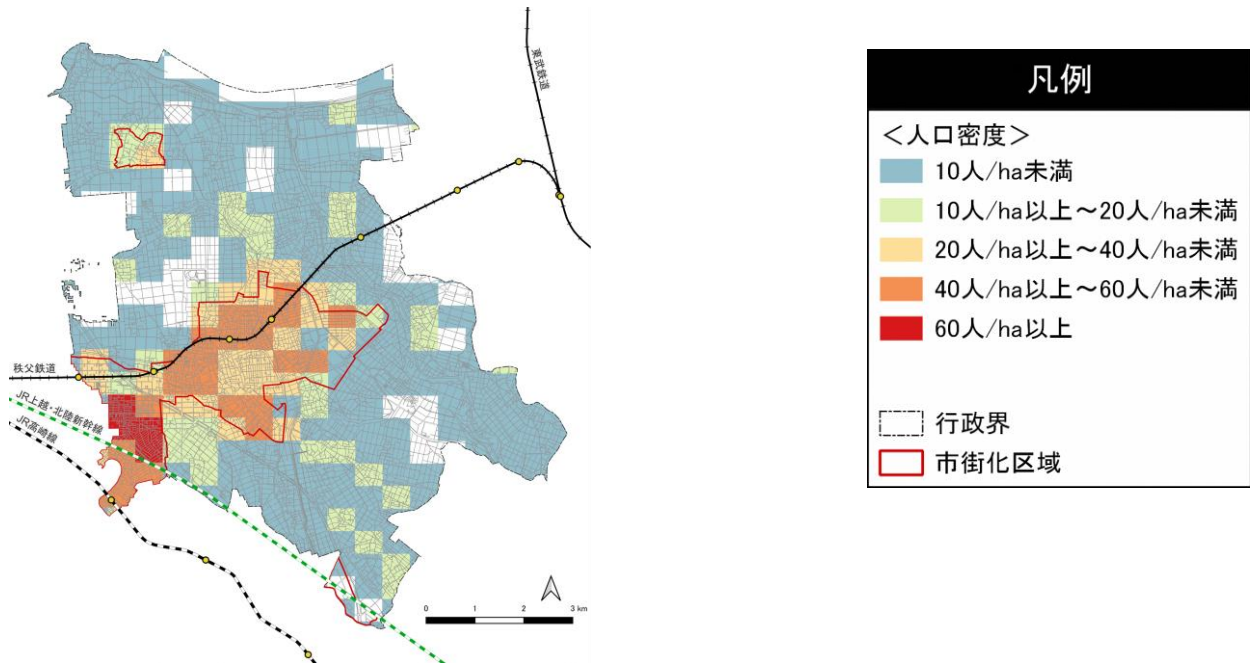 東武鉄道
秩父鉄道
JR上越・北陸新幹線
JR高崎線
0 1 2 3 km
凡例
＜人口密度＞
10人/ha未満
10人/ha以上～20人/ha未満
20人/ha以上～40人/ha未満
40人/ha以上～60人/ha未満
60人/ha以上
行政界
市街化区域